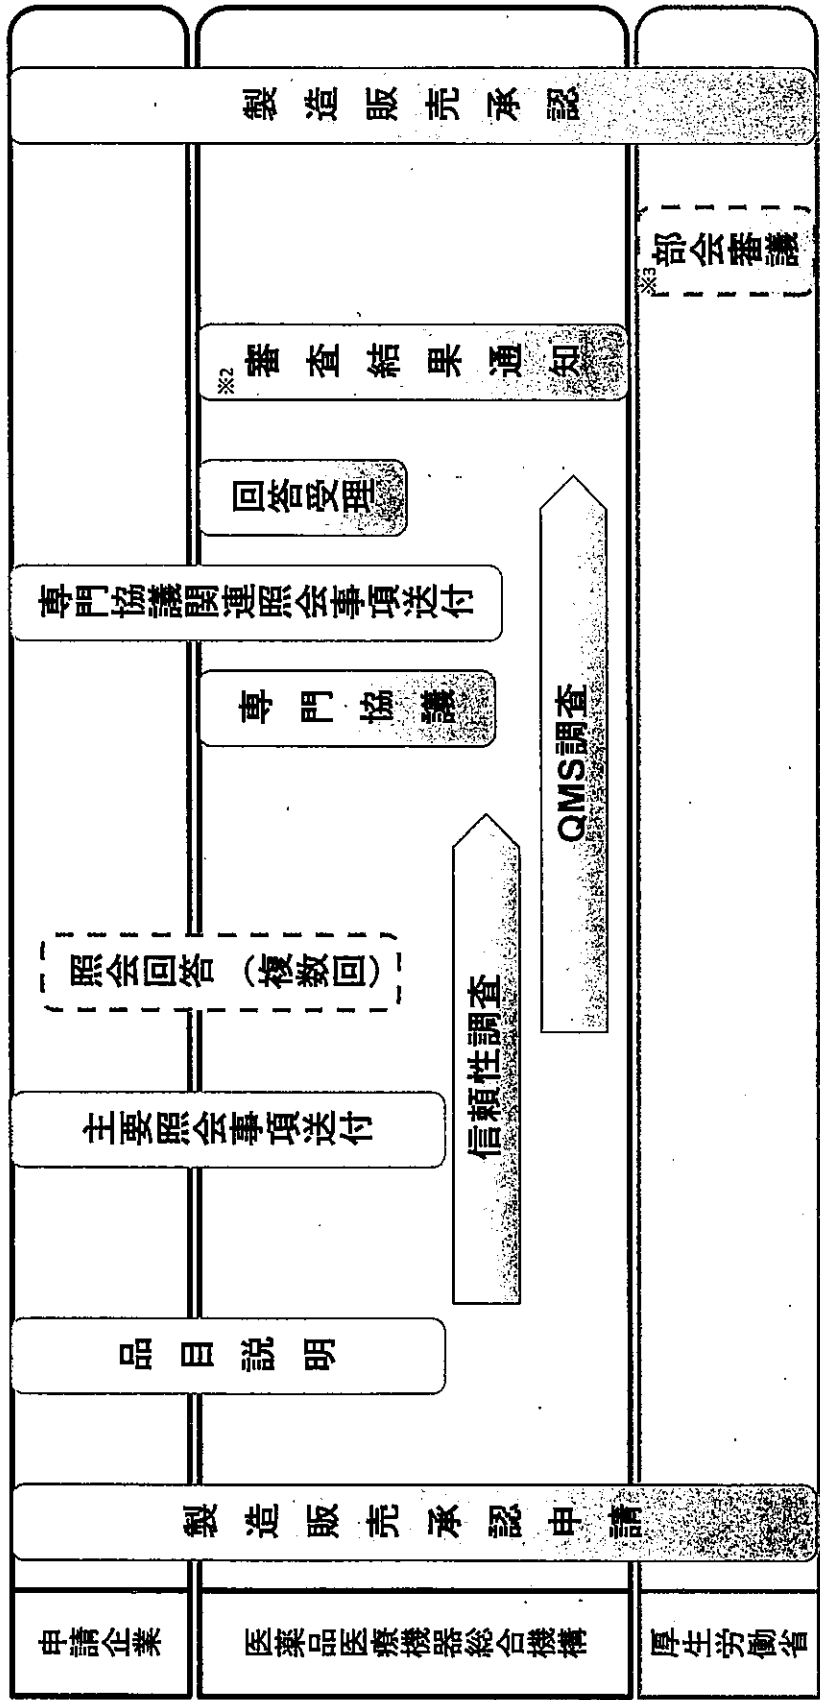 申請企業
医薬品医療機器総合機構
厚生労働省
製造販売承認申請
品目説明
主要照会事項送付
照会回答（複数回）
信頼性調査
QMS調査
専門協議
専門協議関連照会事項送付
回答受理
※2
審査結果通知
※3
部会審議
製造販売承認